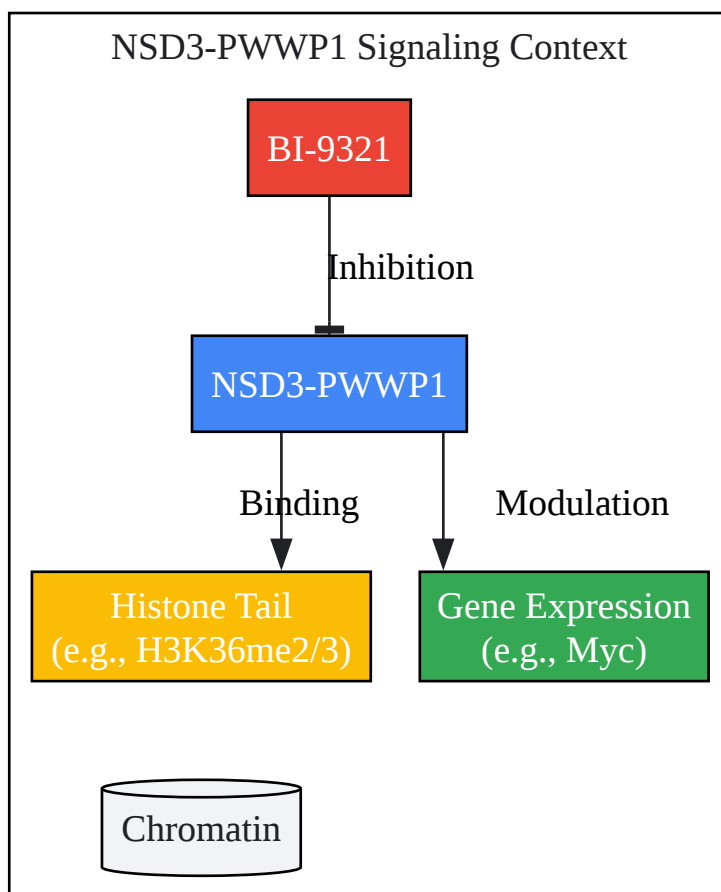 NSD3-PWWP1 Signaling Context
BI-9321
Inhibition
NSD3-PWWP1
Binding
Modulation
Histone Tail
(e.g., H3K36me2/3)
Gene Expression
(e.g., Myc)
Chromatin